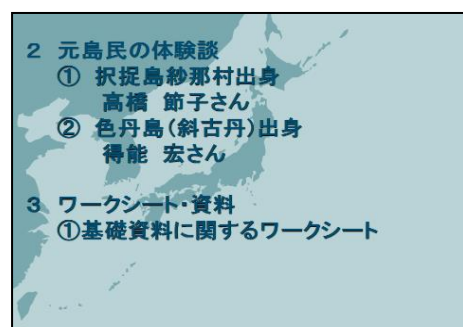 2 元島民の体験談
① 択捉島紗那村出身
高橋 節子さん
② 色丹島(斜古丹)出身
得能 宏さん
3 ワークシート・資料
①基礎資料に関するワークシート